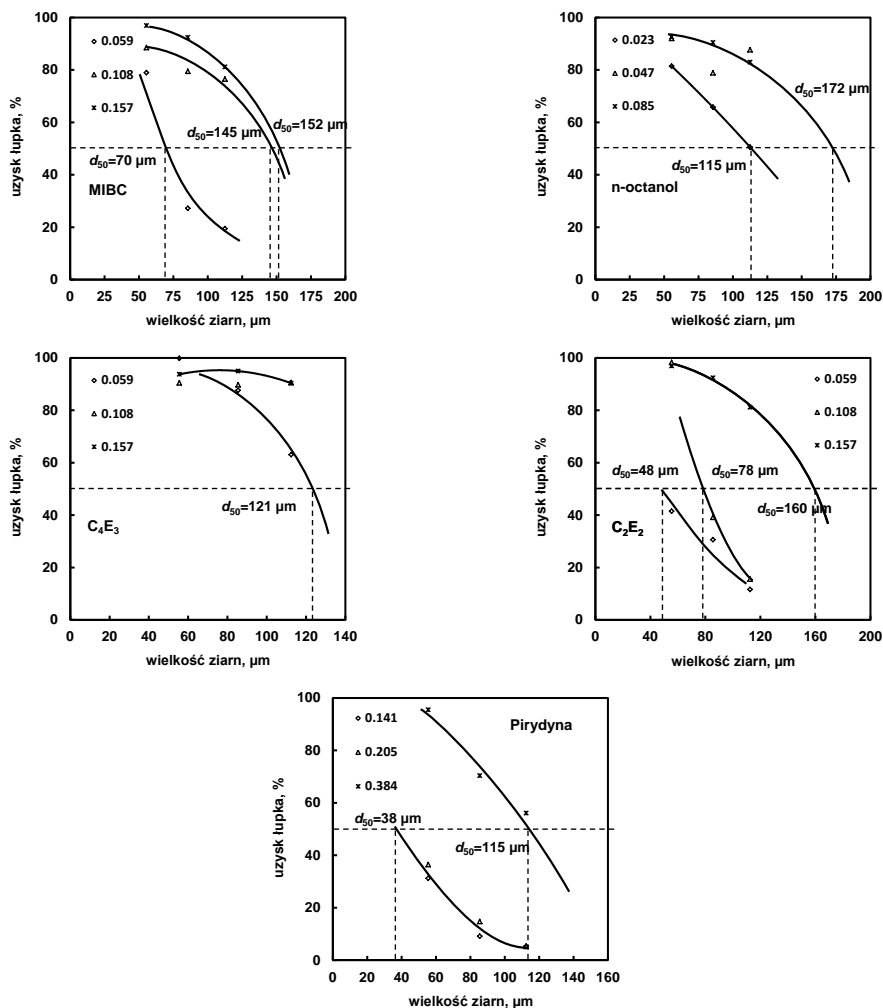 100
80
60
40
20
0
0 25 50 75 100 125 150 175 200
uzysk łupka, %
wielkość ziarn, µm
0.059
0.108
0.157
d50=152 µm
d50=145 µm
d50=70 µm
MIBC
100
80
60
40
20
0
0 25 50 75 100 125 150 175 200
uzysk łupka, %
wielkość ziarn, µm
0.023
0.047
0.085
d50=172 µm
d50=115 µm
n-octanol
100
80
60
40
20
0
0 20 40 60 80 100 120 140
uzysk łupka, %
wielkość ziarn, µm
0.059
0.108
0.157
d50=121 µm
C4E3
100
80
60
40
20
0
0 40 80 120 160 200
uzysk łupka, %
wielkość ziarn, µm
0.059
0.108
0.157
d50=48 µm
d50=78 µm
d50=160 µm
C2E2
100
80
60
40
20
0
0 20 40 60 80 100 120 140 160
uzysk łupka, %
wielkość ziarn, µm
0.141
0.205
0.384
Pirydyna
d50=38 µm
d50=115 µm